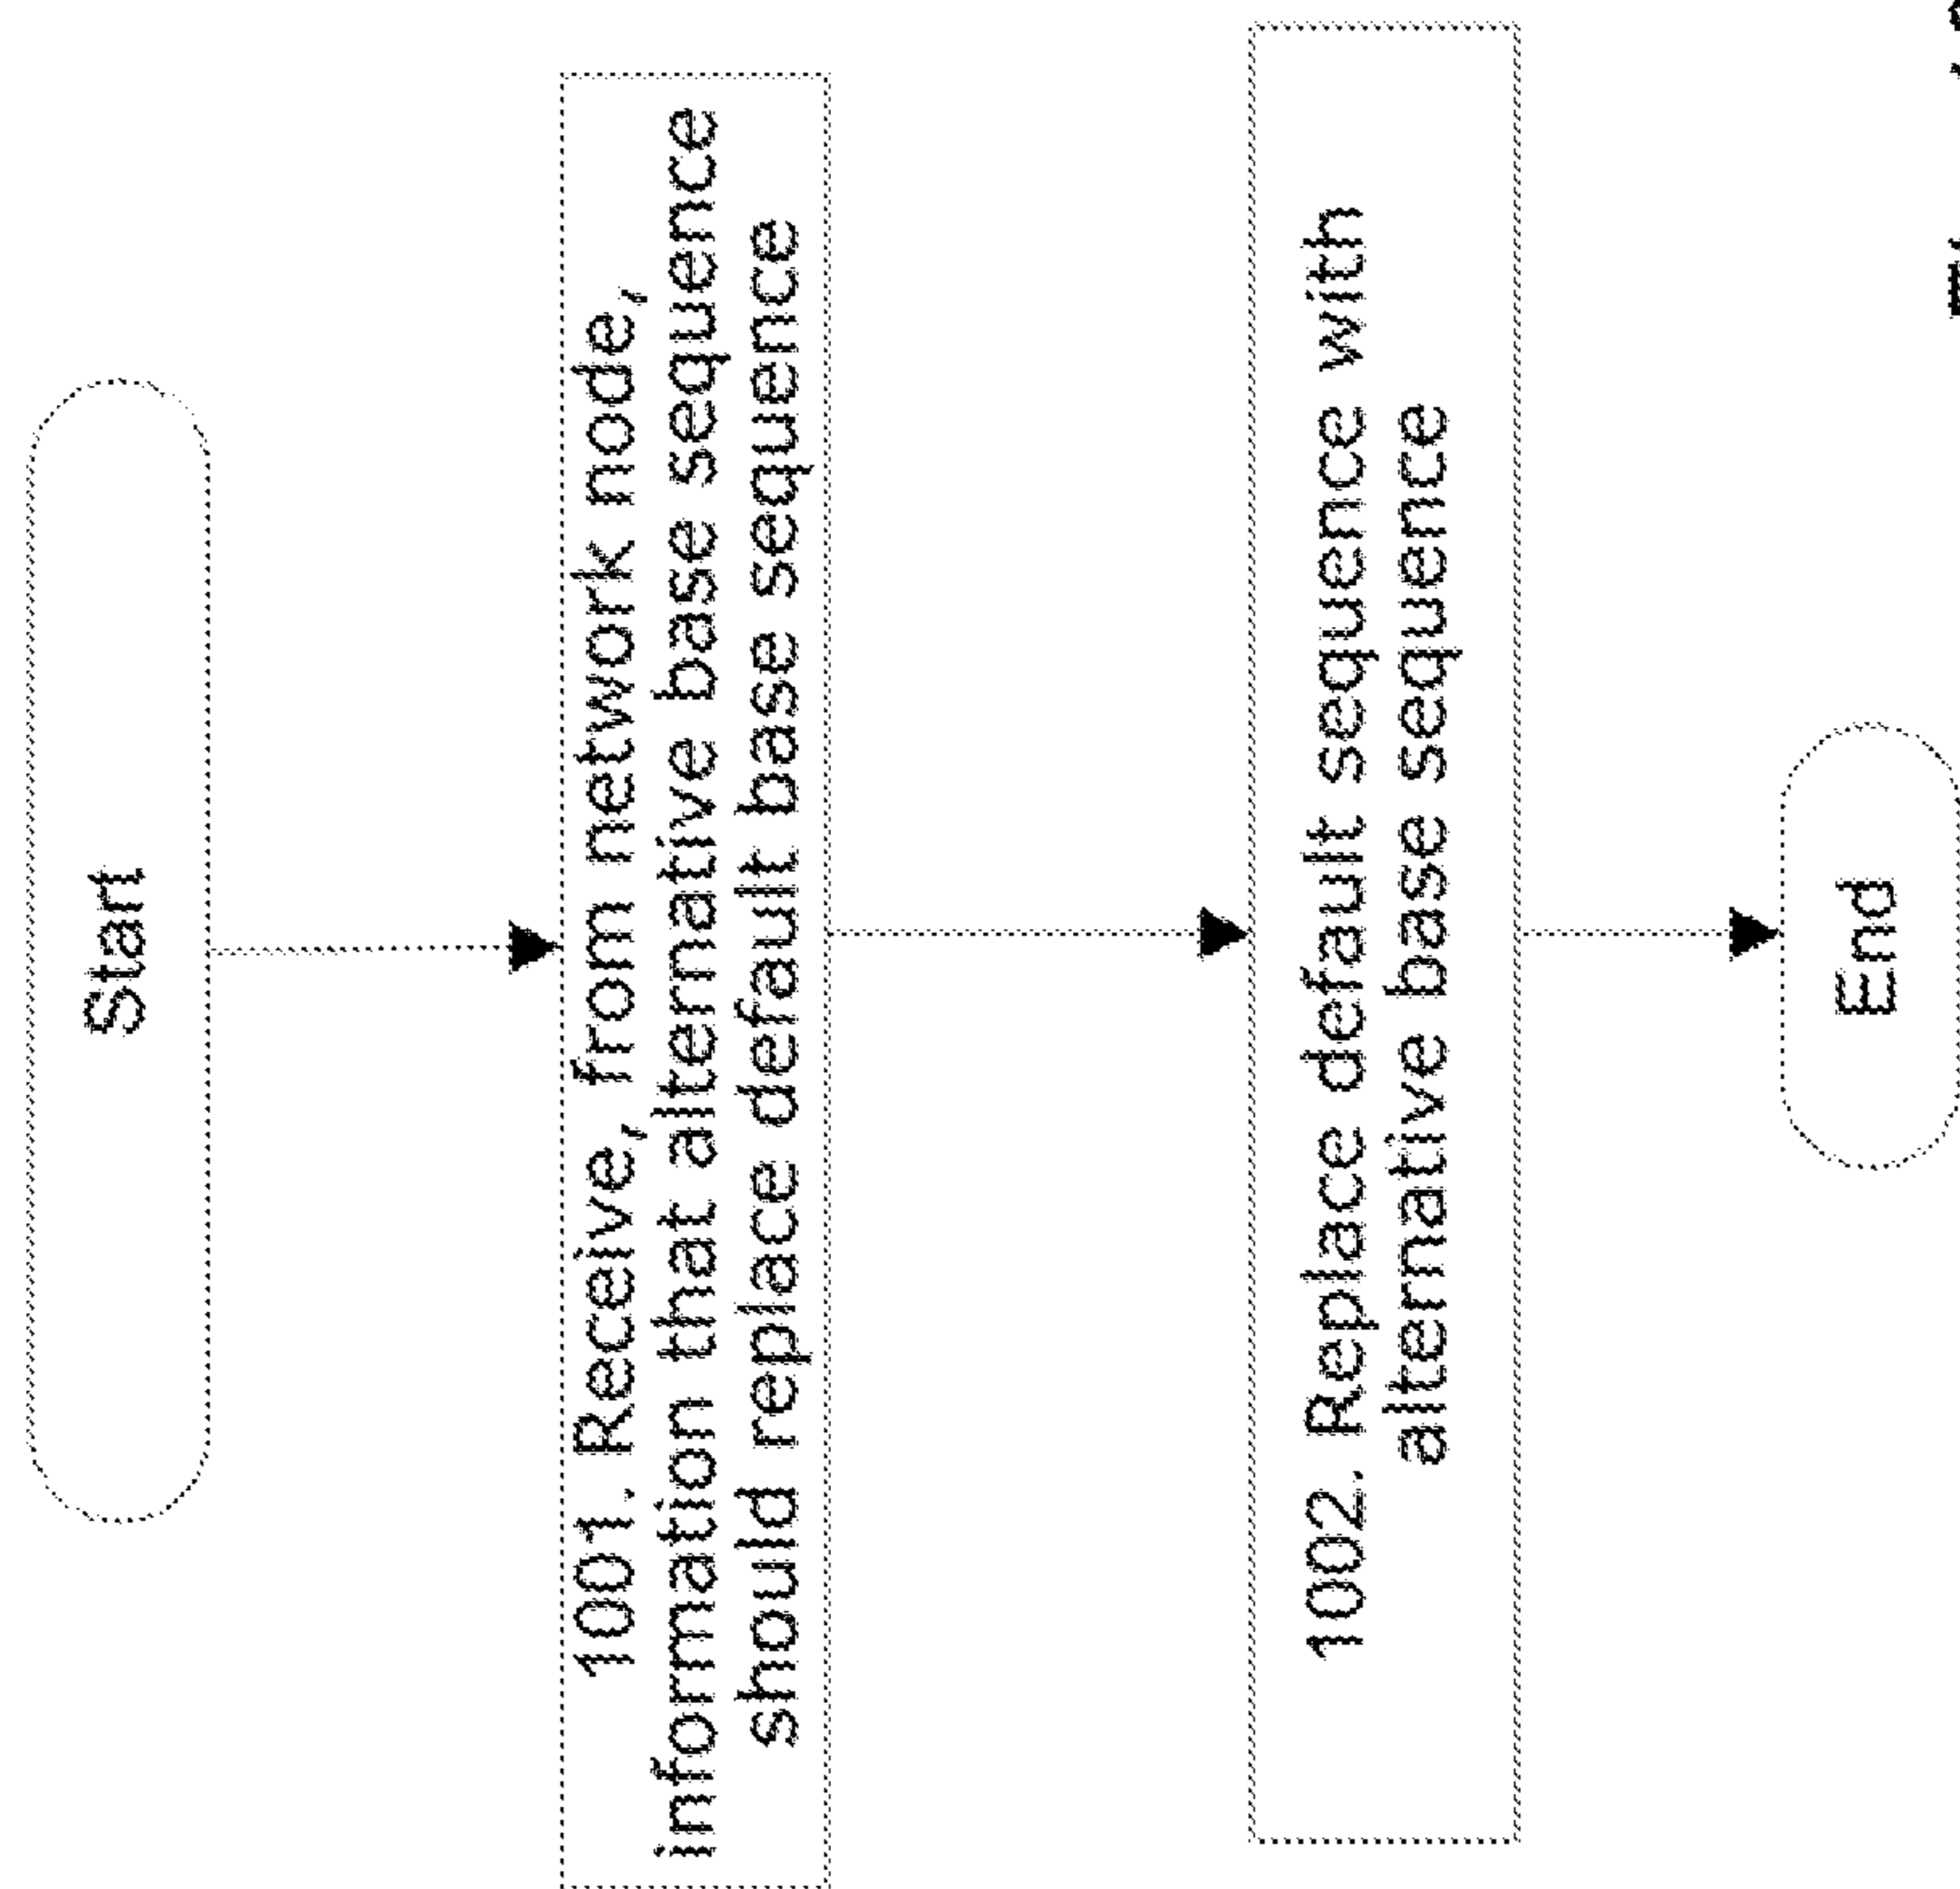 Start
1001. Receive, from network node,
information that alternative base sequence
should replace default base sequence
1002. Replace default sequence with
alternative base sequence
End